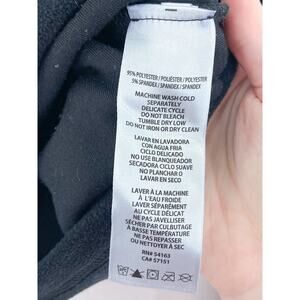 95% POLYESTER / POLIÉSTER / POLYESTER
5% SPANDEX / SPANDEX / SPANDEX
MACHINE WASH COLD
SEPARATELY
DELICATE CYCLE
DO NOT BLEACH
TUMBLE DRY LOW
DO NOT IRON OR DRY CLEAN
LAVAR EN LAVADORA
CON AGUA FRIA
CICLO DELICADO
NO USE BLANQUEADOR
SECADORA CICLO SUAVE
NO PLANCHAR O
LAVAR EN SECO
LAVER À LA MACHINE
À L'EAU FROIDE
LAVER SÉPARÉMENT
AU CYCLE DÉLICAT
NE PAS JAVELLISER
SÉCHER PAR CULBUTAGE
À BASSE TEMPÉRATURE
NE PAS REPASSER
OU NETTOYER À SEC
RN# 54163
CA# 57151